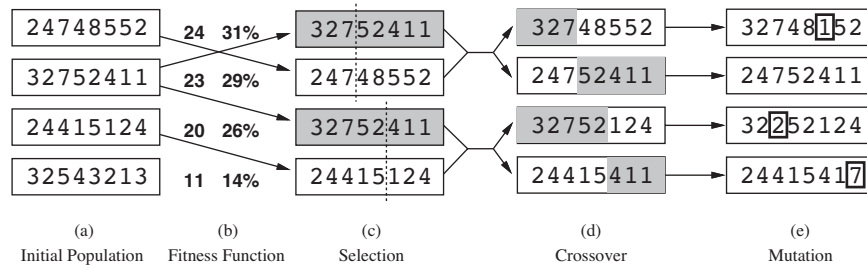 24748552 24 31% 32752411 32748552 32748152
32752411 23 29% 24748552 24752411 24752411
24415124 20 26% 32752411 32752124 32252124
32543213 11 14% 24415124 24415411 24415417
(a) (b) (c) (d) (e)
Initial Population Fitness Function Selection Crossover Mutation